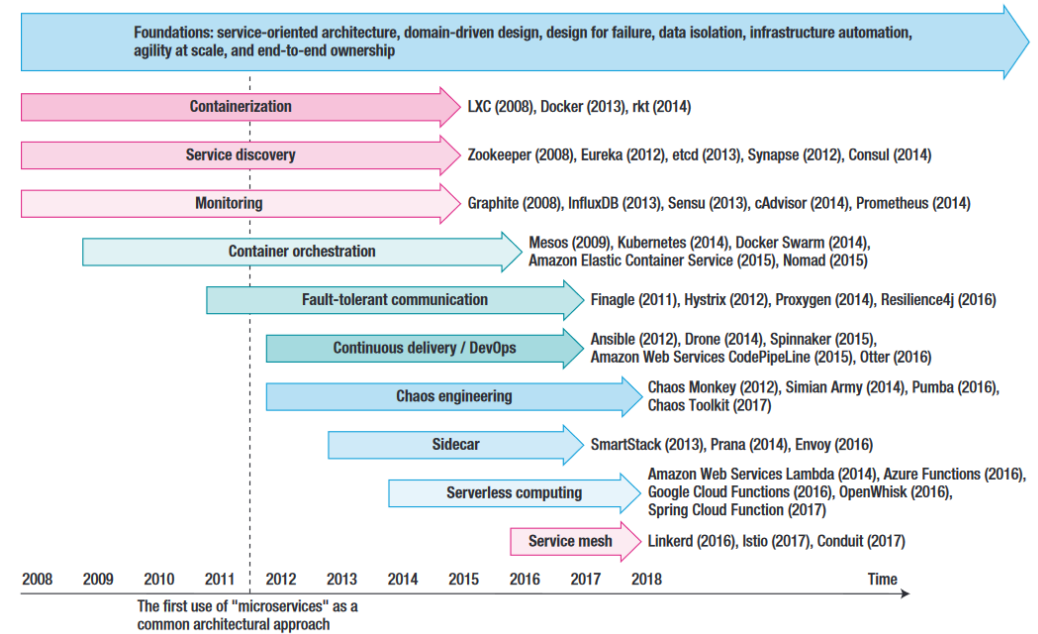 Foundations: service-oriented architecture, domain-driven design, design for failure, data isolation, infrastructure automation,
agility at scale, and end-to-end ownership
Containerization
LXC (2008), Docker (2013), rkt (2014)
Service discovery
Zookeeper (2008), Eureka (2012), etcd (2013), Synapse (2012), Consul (2014)
Monitoring
Graphite (2008), InfluxDB (2013), Sensu (2013), cAdvisor (2014), Prometheus (2014)
Container orchestration
Mesos (2009), Kubernetes (2014), Docker Swarm (2014),
Amazon Elastic Container Service (2015), Nomad (2015)
Fault-tolerant communication
Finagle (2011), Hystrix (2012), Proxygen (2014), Resilience4j (2016)
Continuous delivery / DevOps
Ansible (2012), Drone (2014), Spinnaker (2015),
Amazon Web Services CodePipeLine (2015), Otter (2016)
Chaos engineering
Chaos Monkey (2012), Simian Army (2014), Pumba (2016),
Chaos Toolkit (2017)
Sidecar
SmartStack (2013), Prana (2014), Envoy (2016)
Serverless computing
Amazon Web Services Lambda (2014), Azure Functions (2016),
Google Cloud Functions (2016), OpenWhisk (2016),
Spring Cloud Function (2017)
Service mesh
Linkerd (2016), Istio (2017), Conduit (2017)
2008 2009 2010 2011 2012 2013 2014 2015 2016 2017 2018 Time
The first use of "microservices" as a
common architectural approach